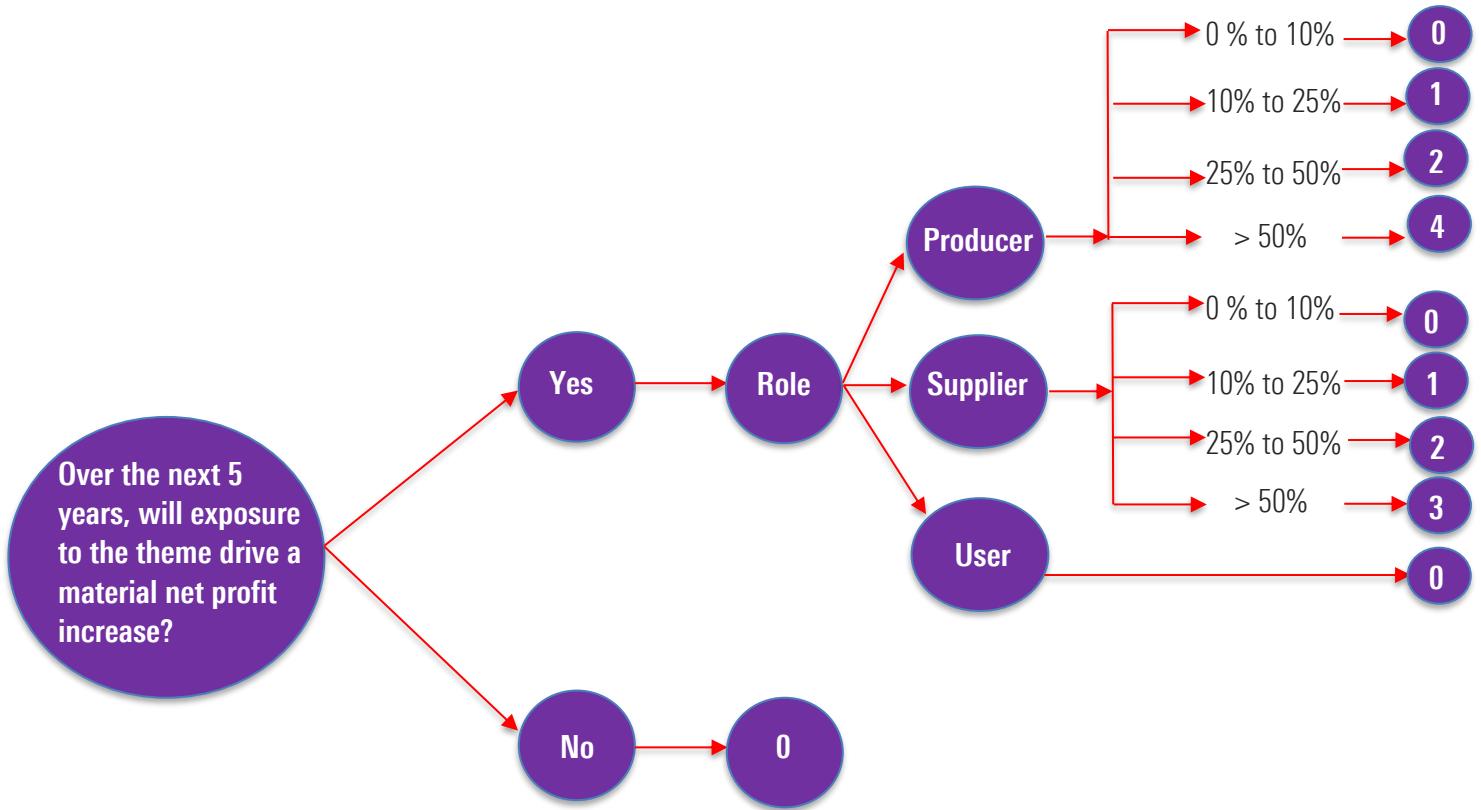 Over the next 5
years, will exposure
to the theme drive a
material net profit
increase?
Yes
No
0
Role
Producer
0 % to 10%
0
10% to 25%
1
25% to 50%
2
> 50%
4
Supplier
0 % to 10%
0
10% to 25%
1
25% to 50%
2
> 50%
3
User
0